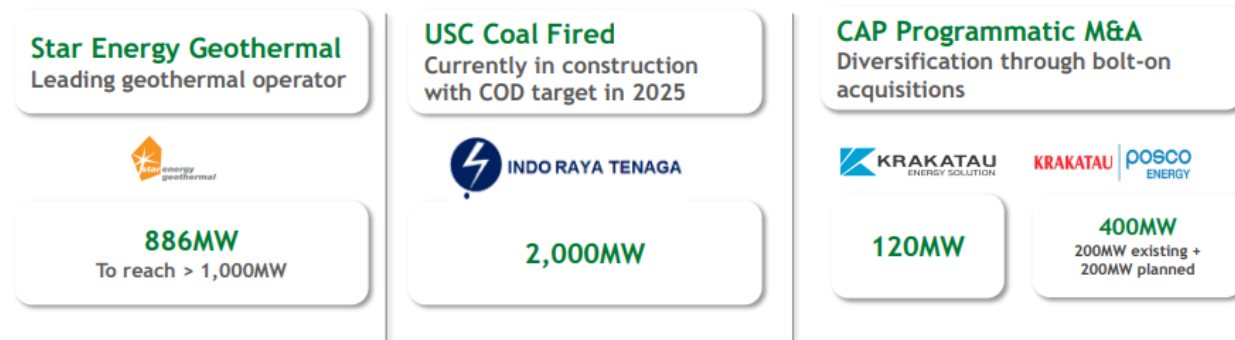 Star Energy Geothermal
Leading geothermal operator
star energy
geothermal
886MW
To reach > 1,000MW
USC Coal Fired
Currently in construction
with COD target in 2025
INDO RAYA TENAGA
2,000MW
CAP Programmatic M&A
Diversification through bolt-on
acquisitions
KRAKATAU
ENERGY SOLUTION
KRAKATAU posco
ENERGY
120MW
400MW
200MW existing +
200MW planned